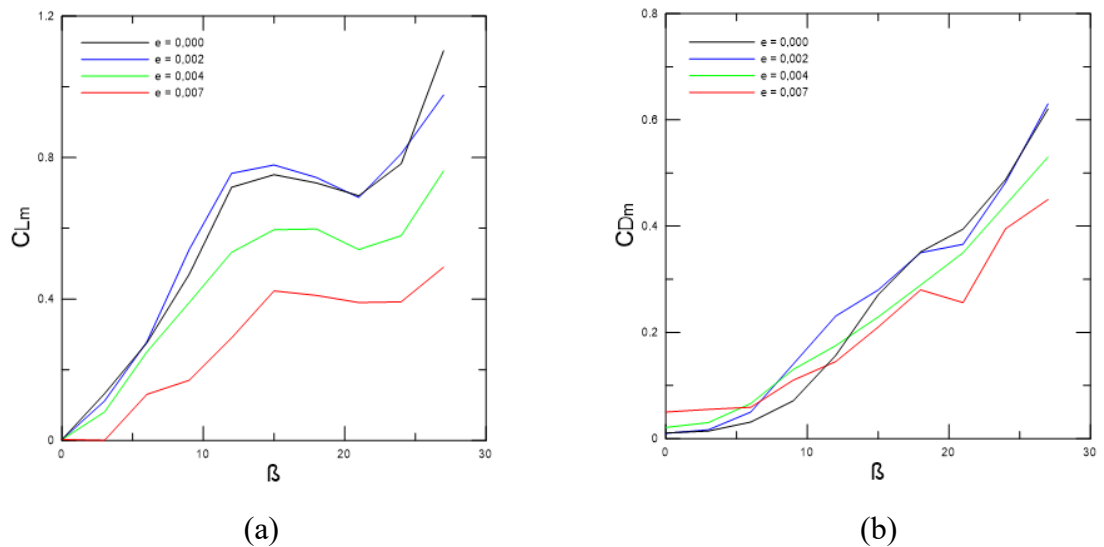 1.2
e = 0,000
e = 0,002
e = 0,004
e = 0,007
0.8
CLm
0.4
0
0
10
20
30
ß
(a)
0.8
e = 0,000
e = 0,002
e = 0,004
e = 0,007
0.6
CDm
0.4
0.2
0
0
10
20
30
ß
(b)